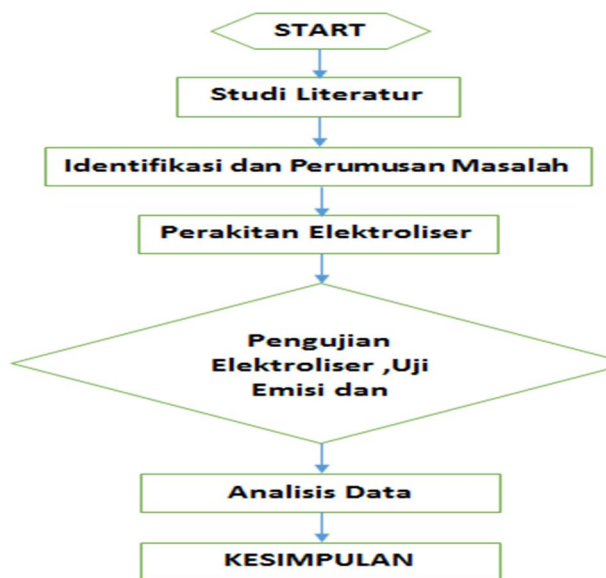 START
Studi Literatur
Identifikasi dan Perumusan Masalah
Perakitan Elektroliser
Pengujian
Elektroliser ,Uji
Emisi dan
Analisis Data
KESIMPULAN